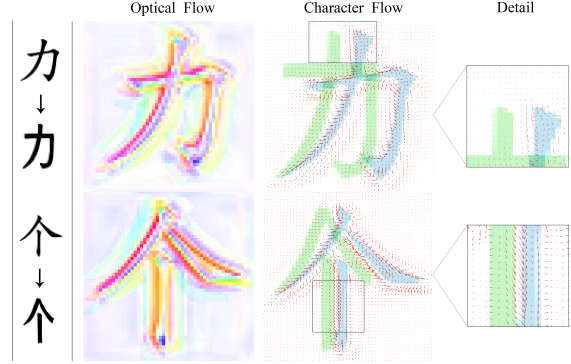 Optical Flow Character Flow Detail
力
↓
力
个
↓
个